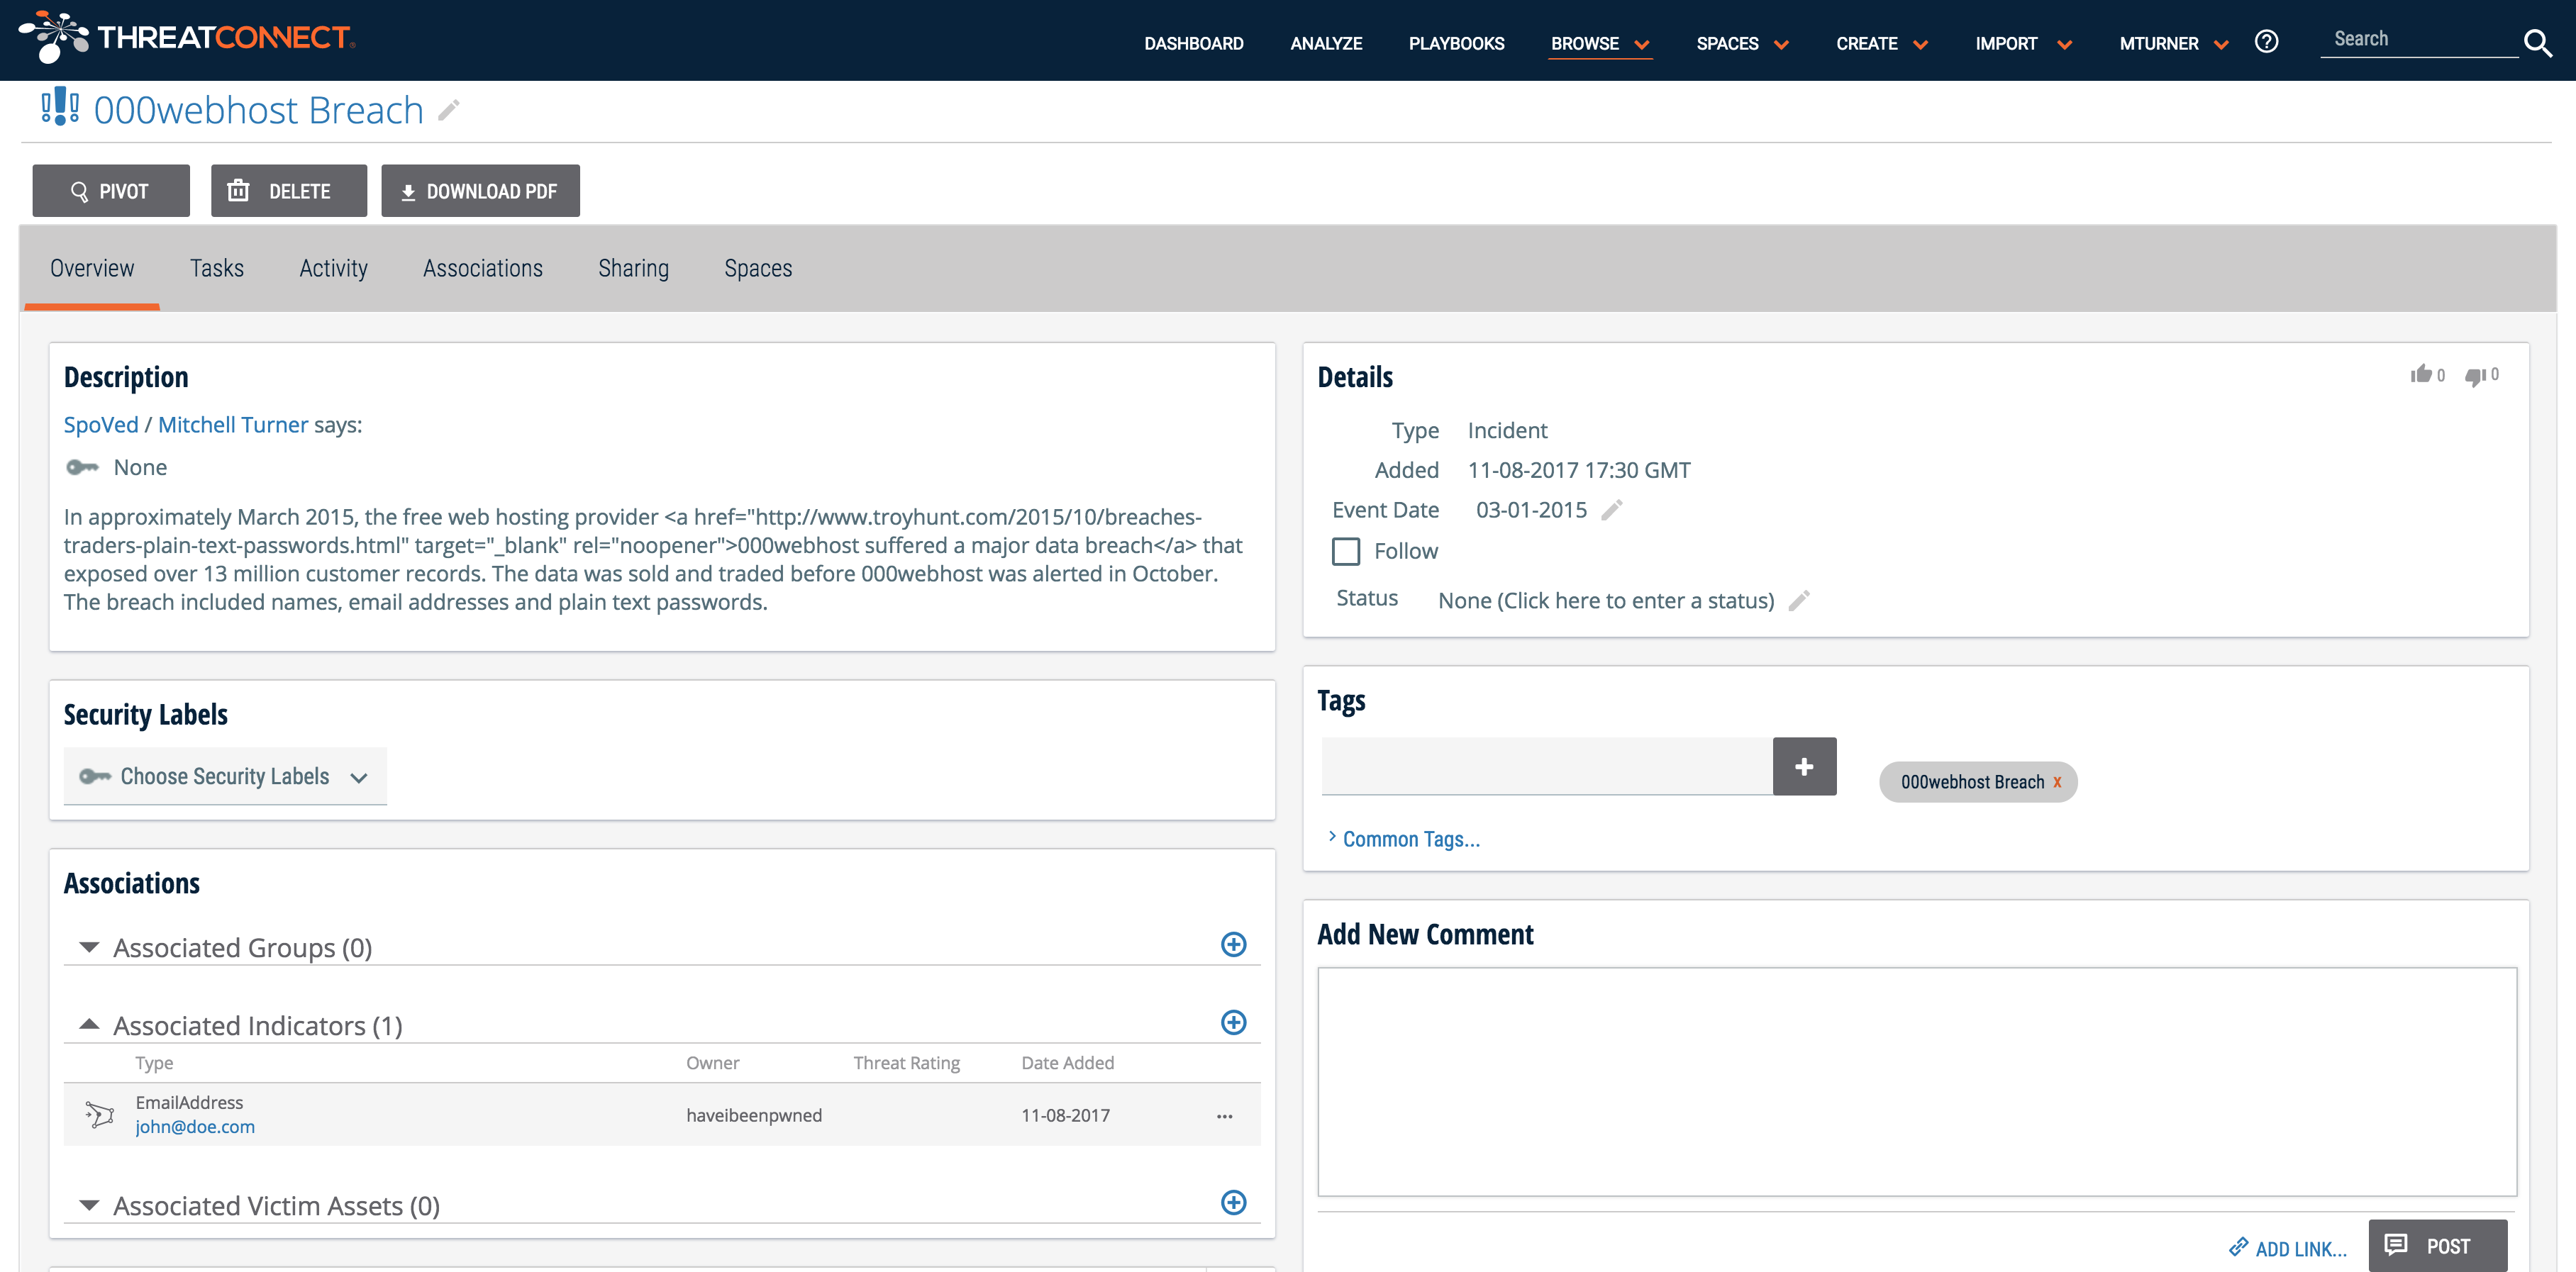 THREATCONNECT
DASHBOARD ANALYZE PLAYBOOKS BROWSE SPACES CREATE IMPORT MTURNER Search
000webhost Breach
PIVOT DELETE DOWNLOAD PDF
Overview Tasks Activity Associations Sharing Spaces
Description
SpoVed / Mitchell Turner says:
None
In approximately March 2015, the free web hosting provider <a href="http://www.troyhunt.com/2015/10/breaches-
traders-plain-text-passwords.html" target="_blank" rel="noopener">000webhost suffered a major data breach</a> that
exposed over 13 million customer records. The data was sold and traded before 000webhost was alerted in October.
The breach included names, email addresses and plain text passwords.
Security Labels
Choose Security Labels
Associations
Associated Groups (0)
Associated Indicators (1)
Type Owner Threat Rating Date Added
EmailAddress
john@doe.com haveibeenpwned 11-08-2017 ...
Associated Victim Assets (0)
Details
0 0
Type Incident
Added 11-08-2017 17:30 GMT
Event Date 03-01-2015
Follow
Status None (Click here to enter a status)
Tags
+ 000webhost Breach x
Common Tags...
Add New Comment
ADD LINK... POST